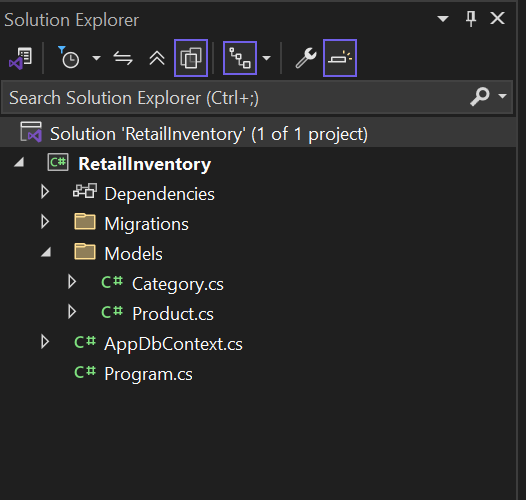 Solution Explorer
Search Solution Explorer (Ctrl+;)
Solution 'RetailInventory' (1 of 1 project)
C# RetailInventory
Dependencies
Migrations
Models
C# Category.cs
C# Product.cs
C# AppDbContext.cs
C# Program.cs